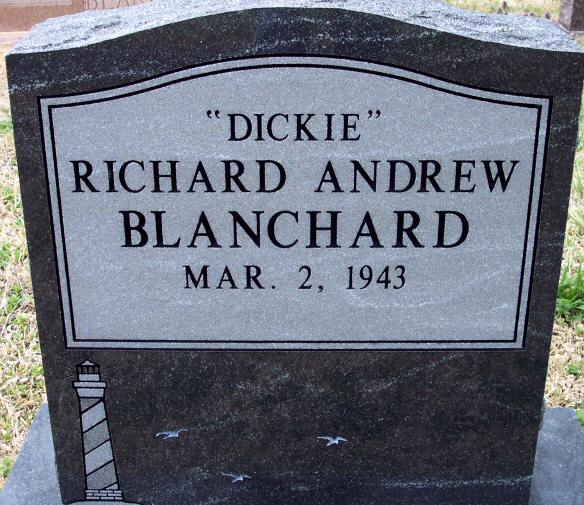 "DICKIE"
RICHARD ANDREW
BLANCHARD
MAR. 2, 1943